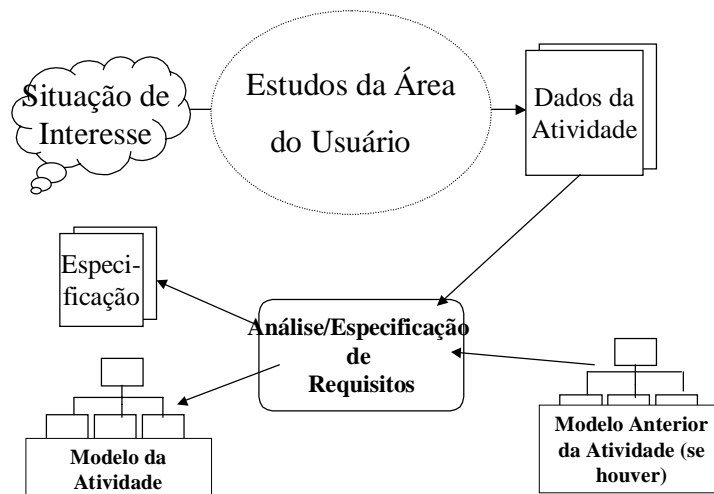 Situação de
Interesse
Estudos da Área
do Usuário
Dados da
Atividade
Especi-
ficação
Análise/Especificação
de
Requisitos
Modelo da
Atividade
Modelo Anterior
da Atividade (se
houver)